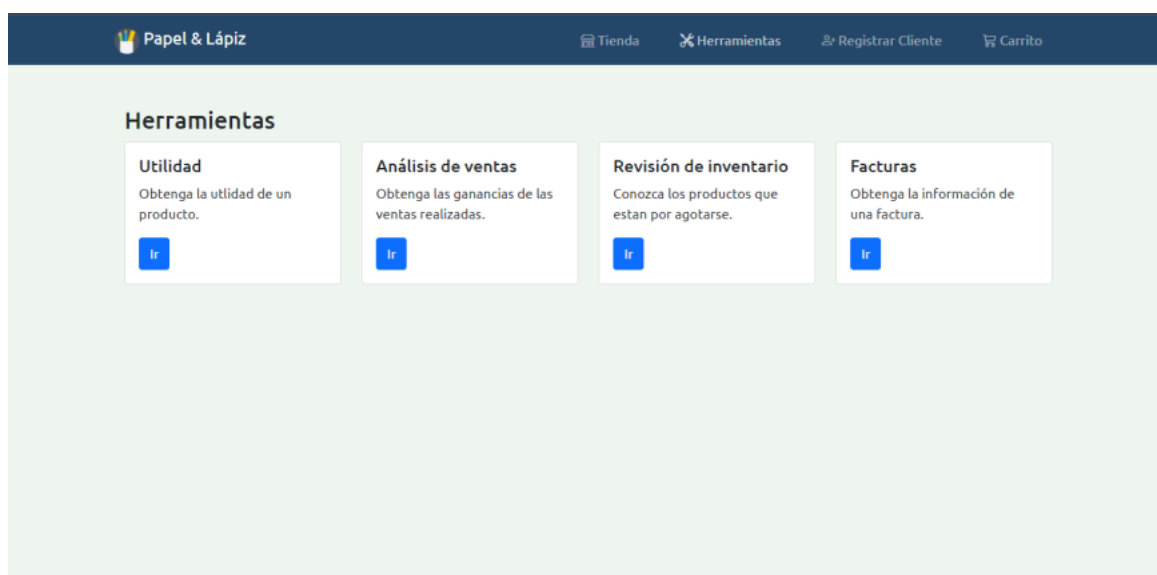 Papel & Lápiz
Tienda
Herramientas
Registrar Cliente
Carrito
Herramientas
Utilidad
Obtenga la utlidad de un
producto.
Ir
Análisis de ventas
Obtenga las ganancias de las
ventas realizadas.
Ir
Revisión de inventario
Conozca los productos que
estan por agotarse.
Ir
Facturas
Obtenga la información de
una factura.
Ir